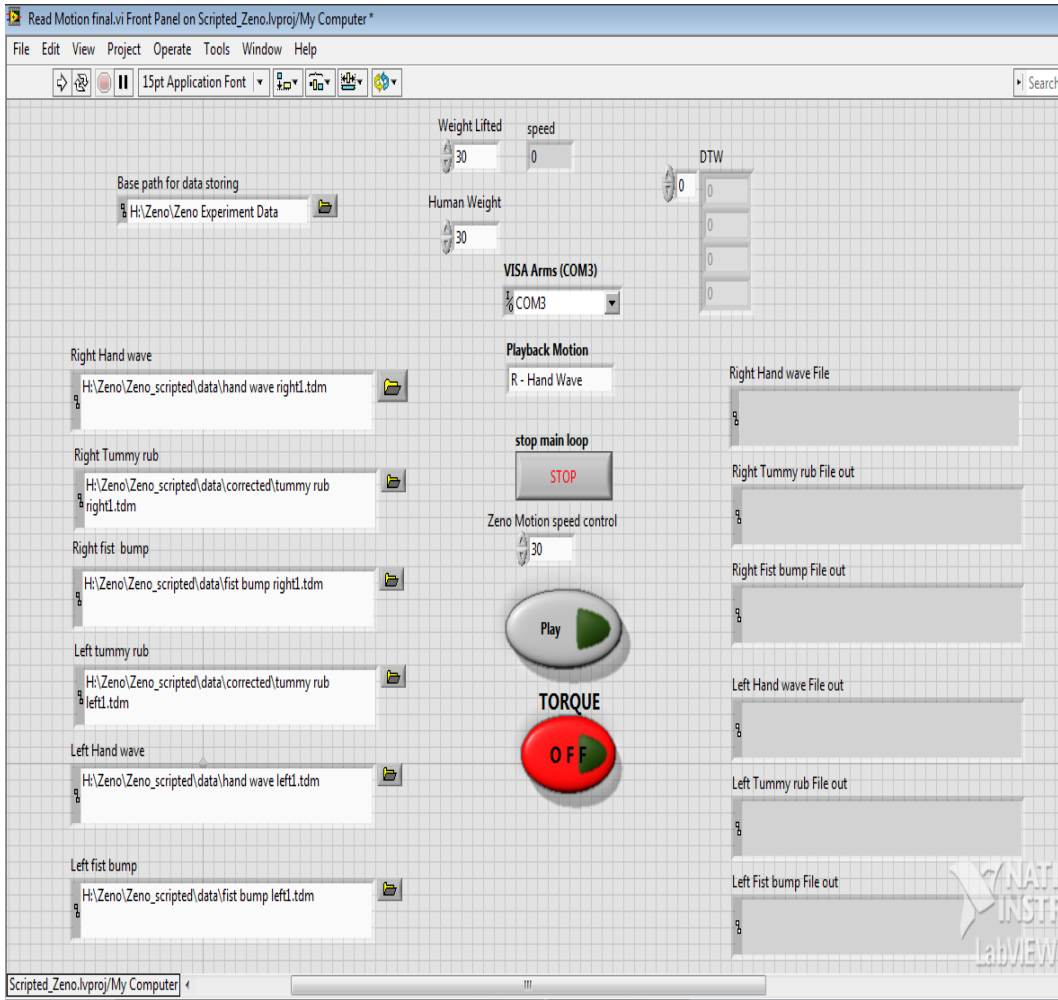 Read Motion final.vi Front Panel on Scripted_Zeno.lvproj/My Computer *
File Edit View Project Operate Tools Window Help
15pt Application Font
Search
Weight Lifted
30
speed
0
Base path for data storing
H:\Zeno\Zeno Experiment Data
Human Weight
30
DTW
0
0
0
0
0
VISA Arms (COM3)
COM3
Playback Motion
R - Hand Wave
stop main loop
STOP
Zeno Motion speed control
30
Play
TORQUE
OFF
Right Hand wave
H:\Zeno\Zeno_scripted\data\hand wave right1.tdm
Right Tummy rub
H:\Zeno\Zeno_scripted\data\corrected\tummy rub
right1.tdm
Right fist bump
H:\Zeno\Zeno_scripted\data\fist bump right1.tdm
Left tummy rub
H:\Zeno\Zeno_scripted\data\corrected\tummy rub
left1.tdm
Left Hand wave
H:\Zeno\Zeno_scripted\data\hand wave left1.tdm
Left fist bump
H:\Zeno\Zeno_scripted\data\fist bump left1.tdm
Right Hand wave File
Right Tummy rub File out
Right Fist bump File out
Left Hand wave File out
Left Tummy rub File out
Left Fist bump File out
NATI
INSTR
LabVIEW
Scripted_Zeno.lvproj/My Computer